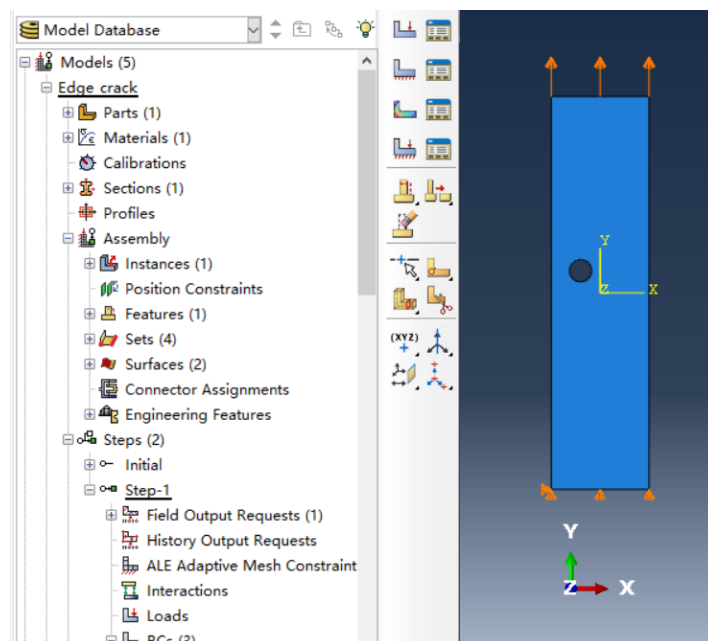 Model Database
Models (5)
Edge crack
Parts (1)
Materials (1)
Calibrations
Sections (1)
Profiles
Assembly
Instances (1)
Position Constraints
Features (1)
Sets (4)
Surfaces (2)
Connector Assignments
Engineering Features
Steps (2)
Initial
Step-1
Field Output Requests (1)
History Output Requests
ALE Adaptive Mesh Constraint
Interactions
Loads
BCs (3)
(XYZ)
Y
Z X
Y
Z X